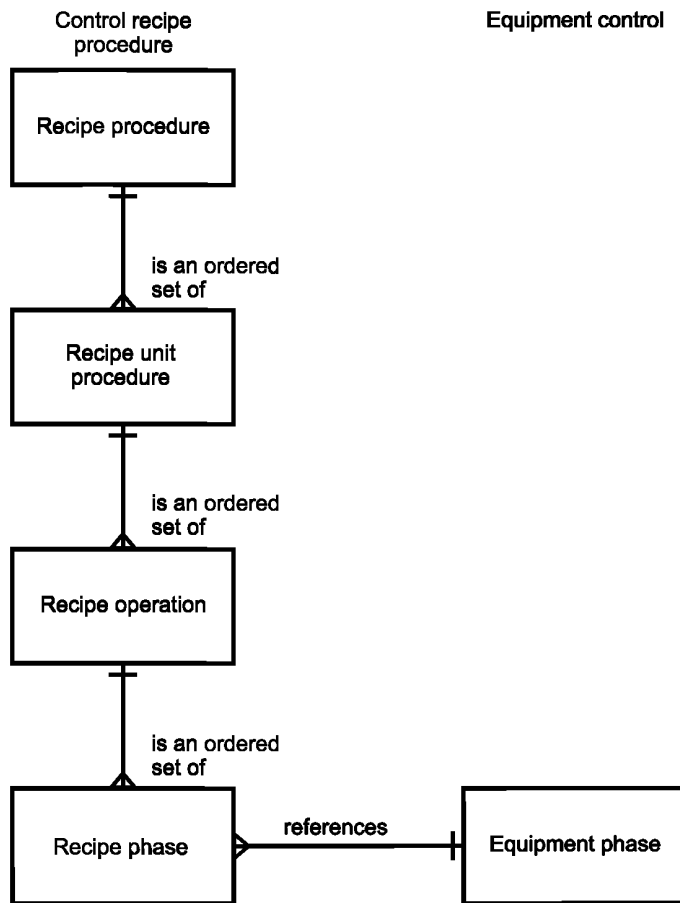 Control recipe
procedure
Equipment control
Recipe procedure
is an ordered
set of
Recipe unit
procedure
is an ordered
set of
Recipe operation
is an ordered
set of
Recipe phase
references
Equipment phase